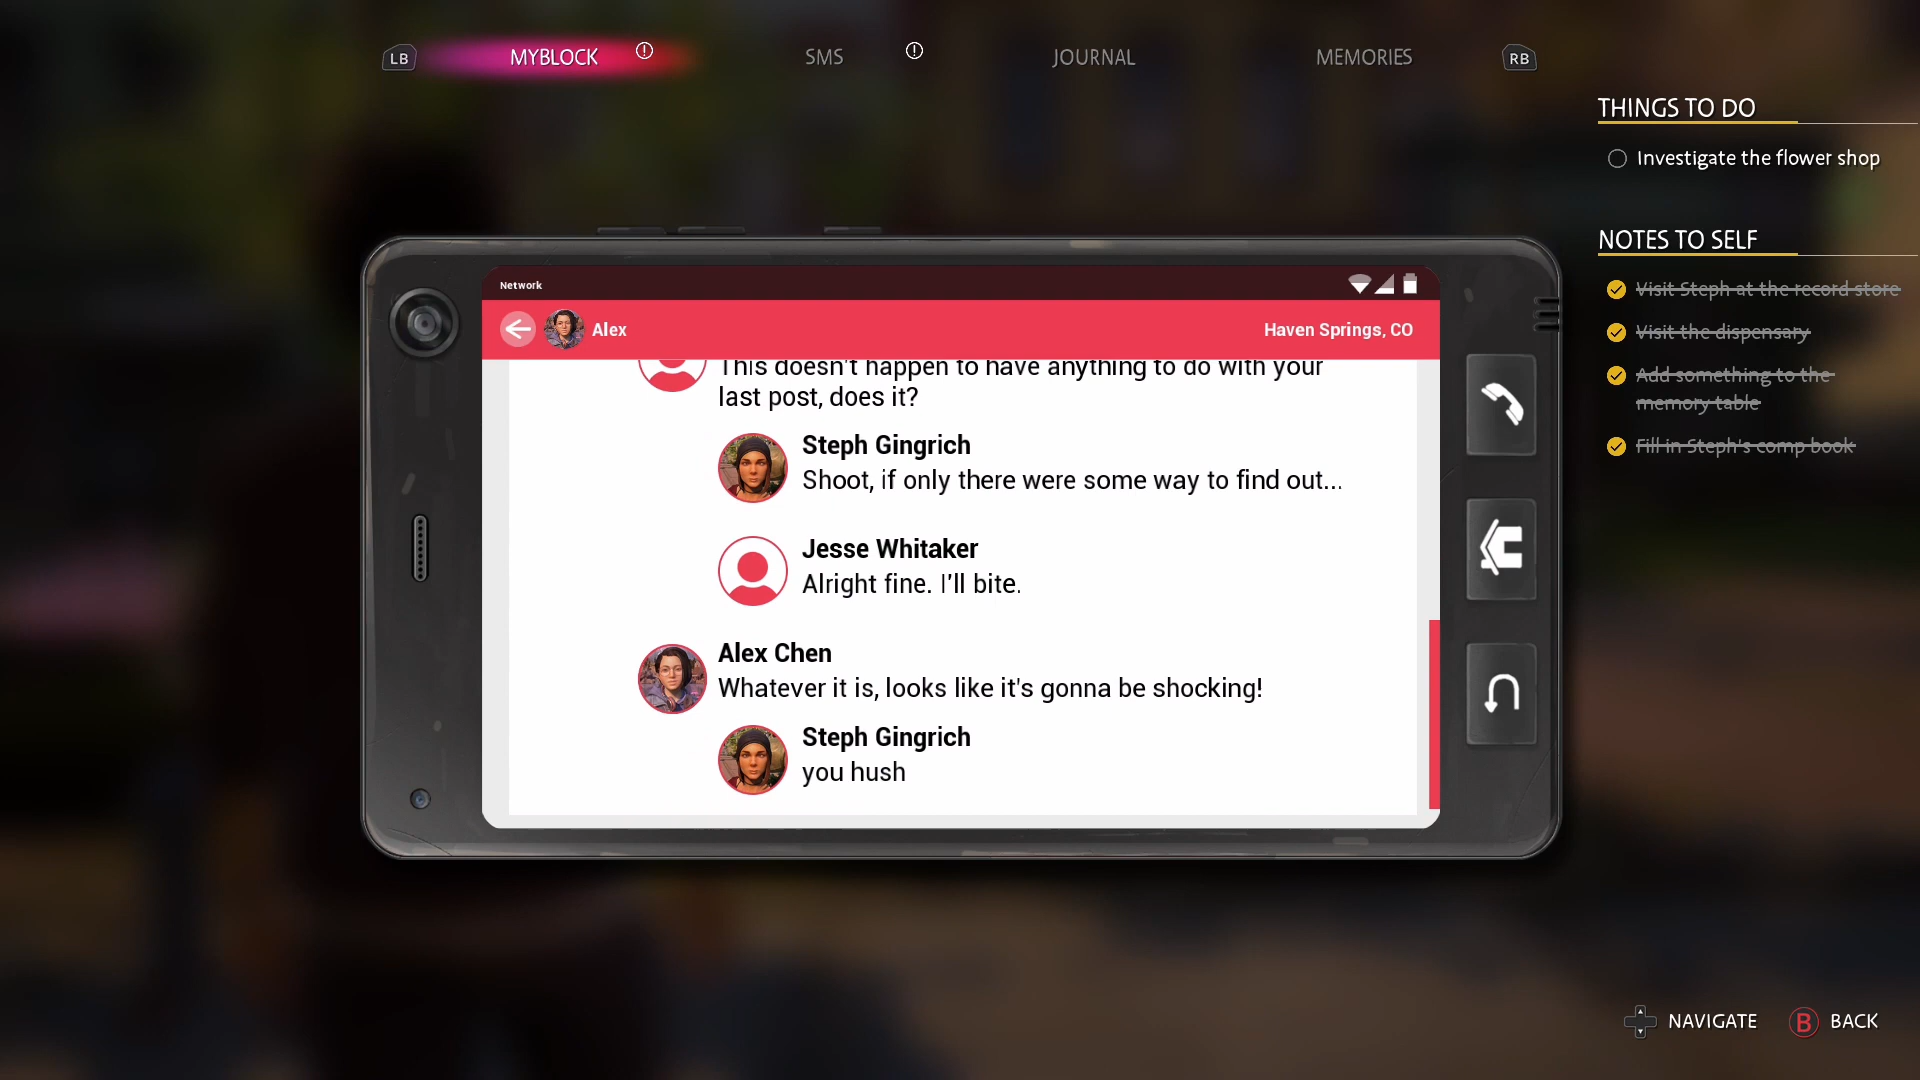 LB
MYBLOCK
SMS
JOURNAL
MEMORIES
RB
THINGS TO DO
Investigate the flower shop
NOTES TO SELF
Visit Steph at the record store
Visit the dispensary
Add something to the
memory table
Fill in Steph's comp book
Network
Alex
Haven Springs, CO
This doesn't happen to have anything to do with your
last post, does it?
Steph Gingrich
Shoot, if only there were some way to find out...
Jesse Whitaker
Alright fine. I'll bite.
Alex Chen
Whatever it is, looks like it's gonna be shocking!
Steph Gingrich
you hush
NAVIGATE
B BACK